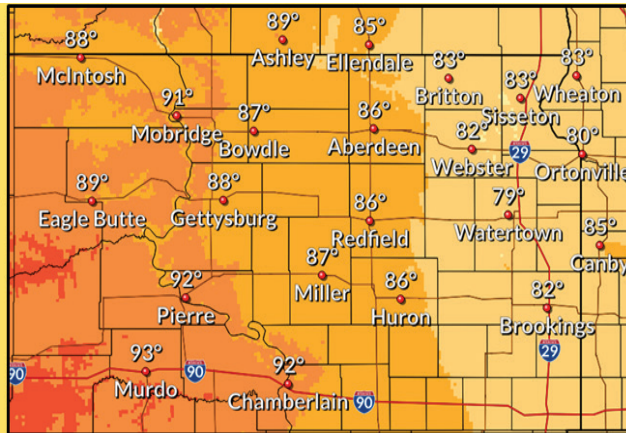 89°
Ashley
85°
Ellendale
88°
McIntosh
83°
Britton
83°
Sisseton
83°
Wheaton
91°
Mobridge
87°
Bowdle
86°
Aberdeen
82°
Webster
29
80°
Ortonville
89°
Eagle Butte
88°
Gettysburg
86°
Redfield
79°
Watertown
85°
Canby
87°
Miller
92°
Pierre
86°
Huron
82°
Brookings
29
90
93°
Murdo
90
92°
Chamberlain
90